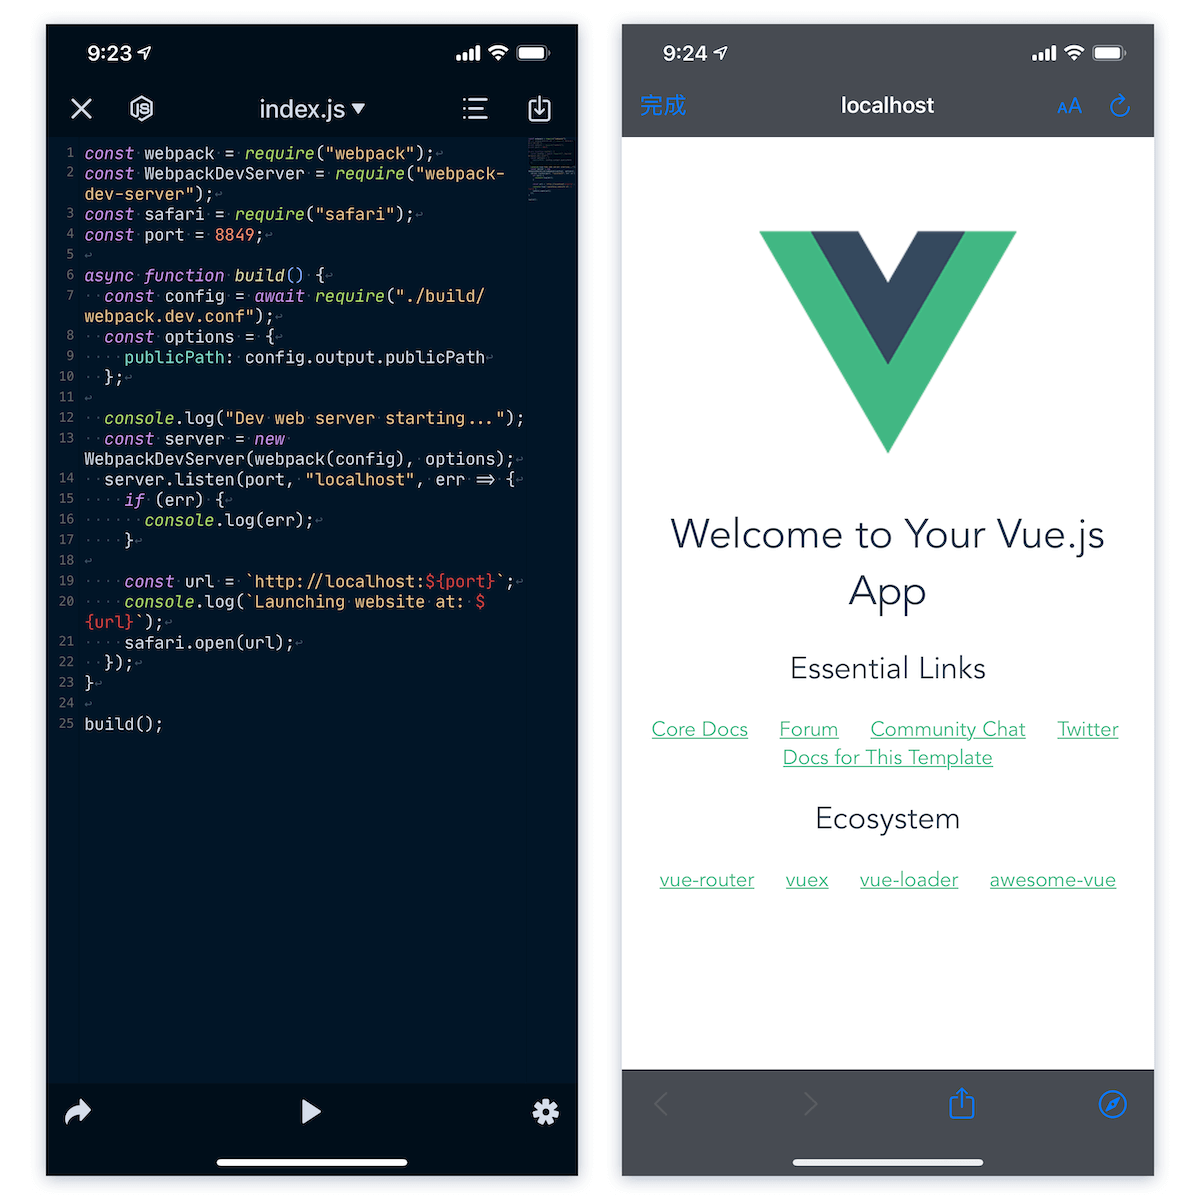 9:23
index.js
1 const webpack = require("webpack");
2 const WebpackDevServer = require("webpack-
dev-server");
3 const safari = require("safari");
4 const port = 8849;
5
6 async function build() {
7 const config = await require("./build/
webpack.dev.conf");
8 const options = {
9 publicPath: config.output.publicPath
10 };
11
12 console.log("Dev web server starting...");
13 const server = new
WebpackDevServer(webpack(config), options);
14 server.listen(port, "localhost", err => {
15 if (err) {
16 console.log(err);
17 }
18
19 const url = `http://localhost:${port}`;
20 console.log(`Launching website at: $
{url}`);
21 safari.open(url);
22 });
23 }
24
25 build();
9:24
完成 localhost AA
Welcome to Your Vue.js
App
Essential Links
Core Docs Forum Community Chat Twitter
Docs for This Template
Ecosystem
vue-router vuex vue-loader awesome-vue